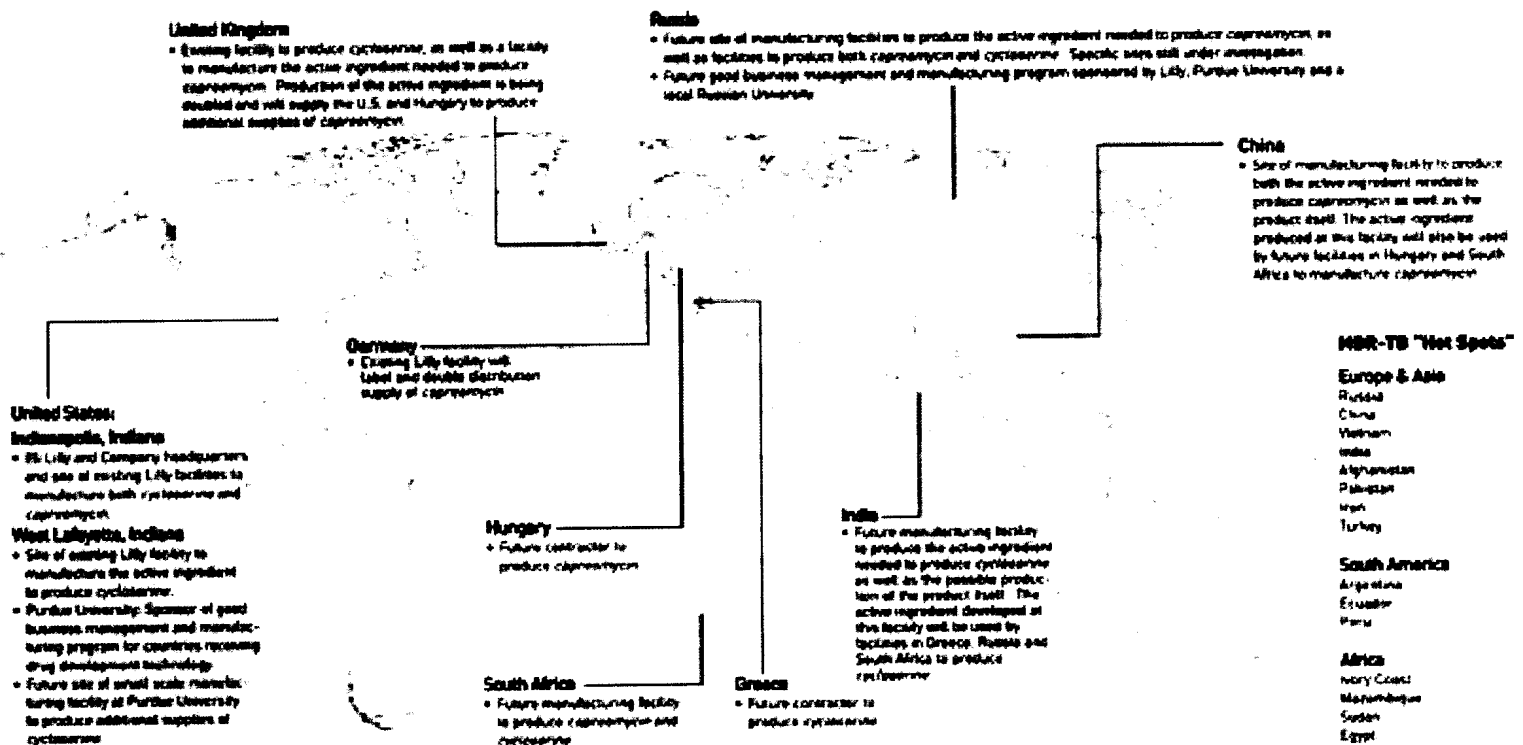 United Kingdom
• Existing facility to produce cycloserine, as well as a facility
to manufacture the active ingredient needed to produce
capreomycin. Production of the active ingredient is being
doubled and will supply the U.S. and Hungary to produce
additional supplies of capreomycin
Russia
• Future site of manufacturing facilities to produce the active ingredient needed to produce capreomycin, as
well as facilities to produce both capreomycin and cycloserine. Specific sites still under investigation
• Future good business management and manufacturing program sponsored by Lilly, Purdue University and a
local Russian University
China
• Site of manufacturing facility to produce
both the active ingredient needed to
produce capreomycin as well as the
product itself. The active ingredient
produced at this facility will also be used
by future facilities in Hungary and South
Africa to manufacture capreomycin
Germany
• Existing Lilly facility will
label and double distribution
supply of capreomycin
United States:
Indianapolis, Indiana
• Eli Lilly and Company headquarters
and site of existing Lilly facilities to
manufacture both cycloserine and
capreomycin
West Lafayette, Indiana
• Site of existing Lilly facility to
manufacture the active ingredient
to produce cycloserine.
• Purdue University: Sponsor of good
business management and manufac-
turing program for countries receiving
drug development technology
• Future site of small scale manufac-
turing facility at Purdue University
to produce additional supplies of
cycloserine
Hungary
• Future contractor to
produce capreomycin
South Africa
• Future manufacturing facility
to produce capreomycin and
cycloserine
Greece
• Future contractor to
produce cycloserine
India
• Future manufacturing facility
to produce the active ingredient
needed to produce cycloserine
as well as the possible produc-
tion of the product itself. The
active ingredient developed at
this facility will be used by
facilities in Greece, Russia and
South Africa to produce
cycloserine
MDR-TB "Hot Spots"
Europe & Asia
Russia
China
Vietnam
India
Afghanistan
Pakistan
Iran
Turkey
South America
Argentina
Ecuador
Peru
Africa
Ivory Coast
Mozambique
Sudan
Egypt